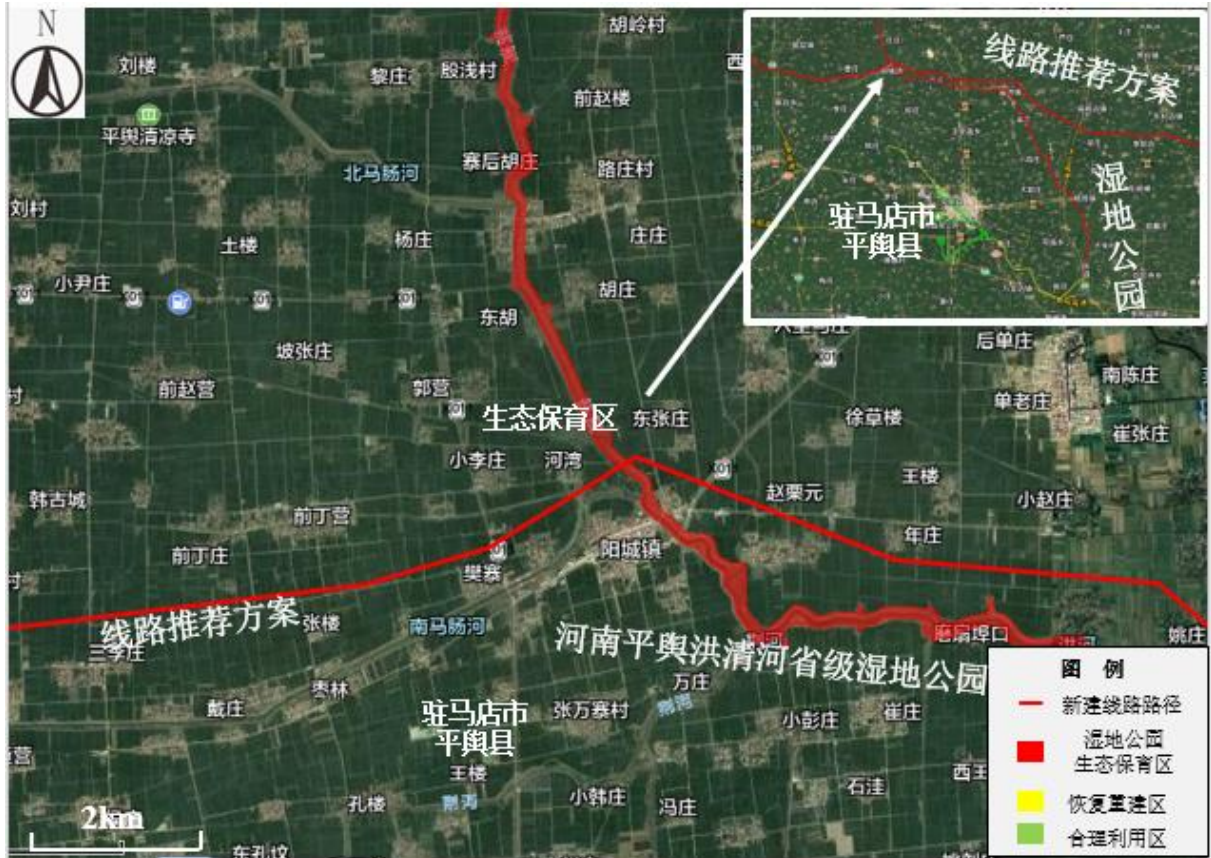 N
胡岭村
刘楼
黎庄
殷浅村
前赵楼
平舆清凉寺
北马肠河
寨后胡庄
路庄村
刘村
土楼
杨庄
庄庄
小尹庄
X01
X01
X01
胡庄
东胡
坡张庄
前赵营
郭营
后单庄
南陈庄
单老庄
崔张庄
生态保育区
东张庄
徐草楼
小李庄
河湾
X01
赵栗元
王楼
小赵庄
韩古城
前丁营
前丁庄
阳城镇
年庄
樊寨
线路推荐方案
张楼
南马肠河
三李庄
河南平舆洪清河省级湿地公园
磨扇埠口
洪河
姚庄
枣林
戴庄
驻马店市
平舆县
张万寨村
万庄
小彭庄
崔庄
王楼
孔楼
小韩庄
冯庄
石洼
2km
东孔坟
线路推荐方案
湿地公园
驻马店市
平舆县
图 例
新建线路路径
湿地公园
生态保育区
恢复重建区
合理利用区